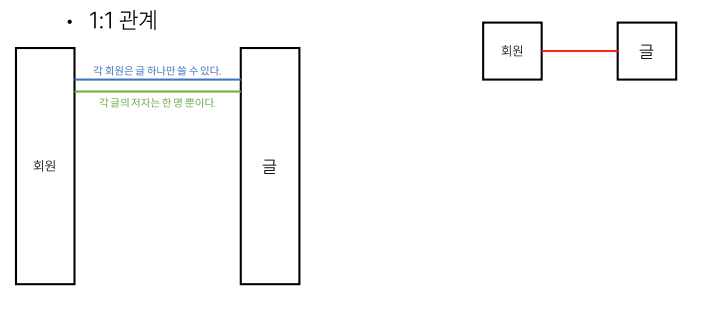 • 1:1 관계
각 회원은 글 하나만 쓸 수 있다.
각 글의 저자는 한 명 뿐이다.
회원
글
회원
글